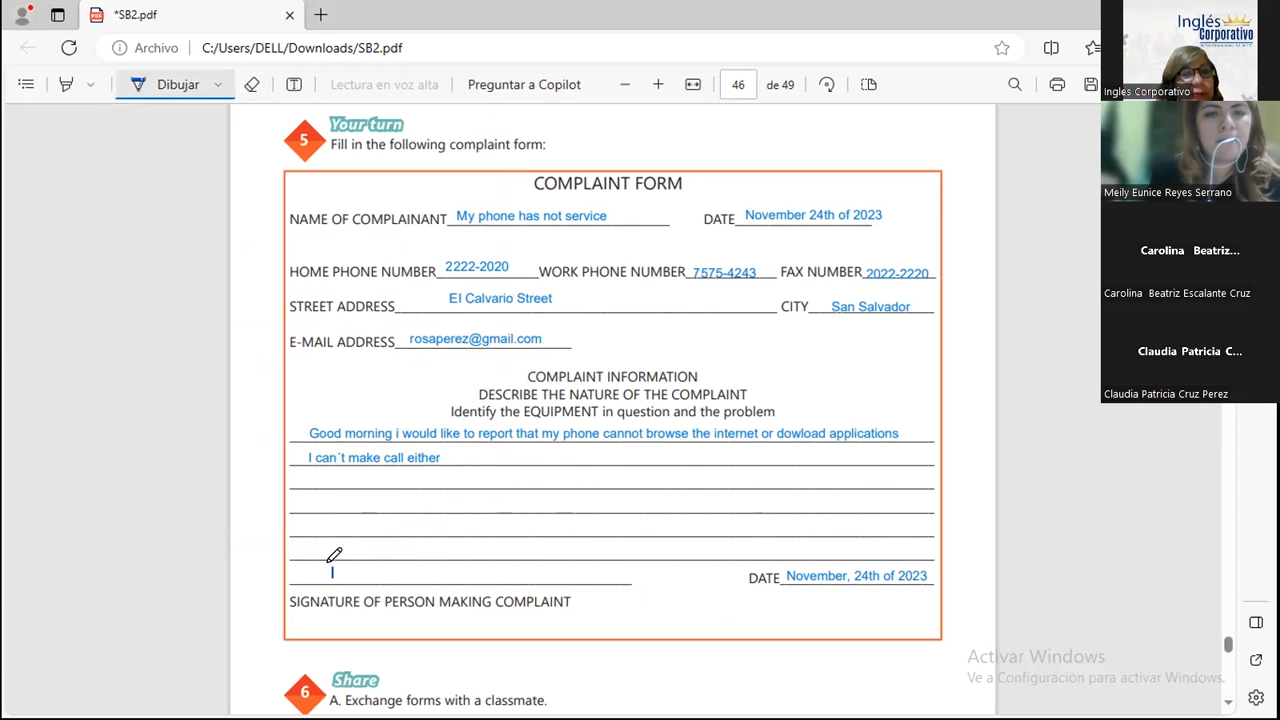 *SB2.pdf
Archivo C:/Users/DELL/Downloads/SB2.pdf
Dibujar Lectura en voz alta Preguntar a Copilot 46 de 49
Inglés Corporativo
Ingles Corporativo
Meily Eunice Reyes Serrano
Carolina Beatriz...
Carolina Beatriz Escalante Cruz
Claudia Patricia C...
Claudia Patricia Cruz Perez
5 Your turn
Fill in the following complaint form:
COMPLAINT FORM
NAME OF COMPLAINANT My phone has not service DATE November 24th of 2023
HOME PHONE NUMBER 2222-2020 WORK PHONE NUMBER 7575-4243 FAX NUMBER 2022-2220
STREET ADDRESS El Calvario Street CITY San Salvador
E-MAIL ADDRESS rosaperez@gmail.com
COMPLAINT INFORMATION
DESCRIBE THE NATURE OF THE COMPLAINT
Identify the EQUIPMENT in question and the problem
Good morning i would like to report that my phone cannot browse the internet or dowload applications
I can´t make call either
DATE November, 24th of 2023
SIGNATURE OF PERSON MAKING COMPLAINT
6 Share
A. Exchange forms with a classmate.
Activar Windows
Ve a Configuración para activar Windows.